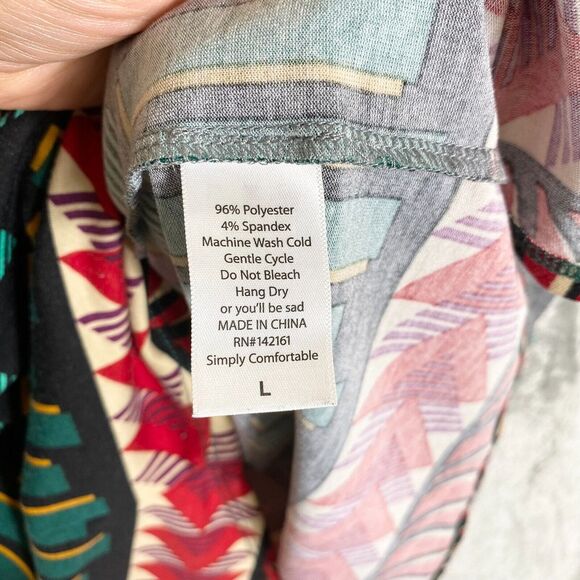 96% Polyester
4% Spandex
Machine Wash Cold
Gentle Cycle
Do Not Bleach
Hang Dry
or you'll be sad
MADE IN CHINA
RN#142161
Simply Comfortable
L